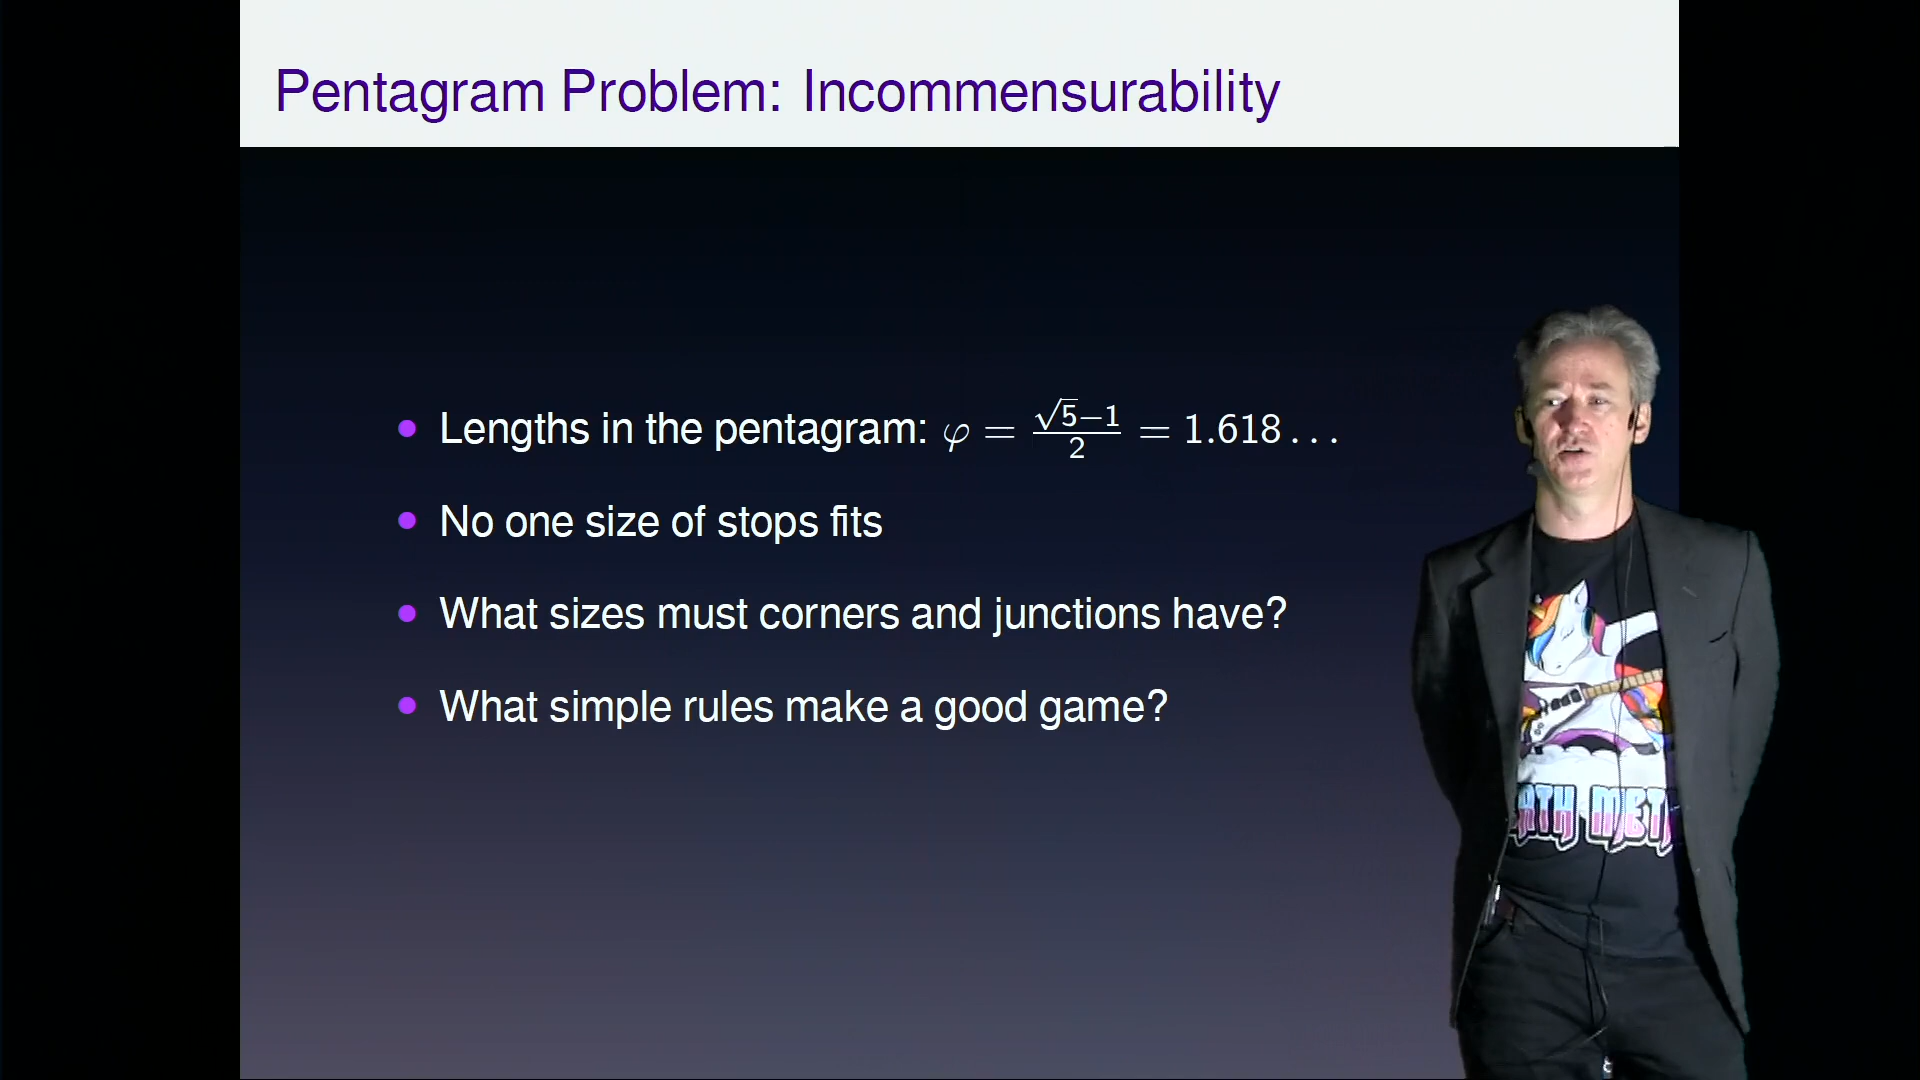 Pentagram Problem: Incommensurability
Lengths in the pentagram: φ = (√5−1)/2 = 1.618...
No one size of stops fits
What sizes must corners and junctions have?
What simple rules make a good game?